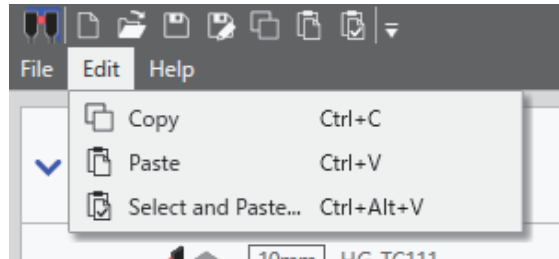 File Edit Help
Copy Ctrl+C
Paste Ctrl+V
Select and Paste... Ctrl+Alt+V
10mm HG-TC111